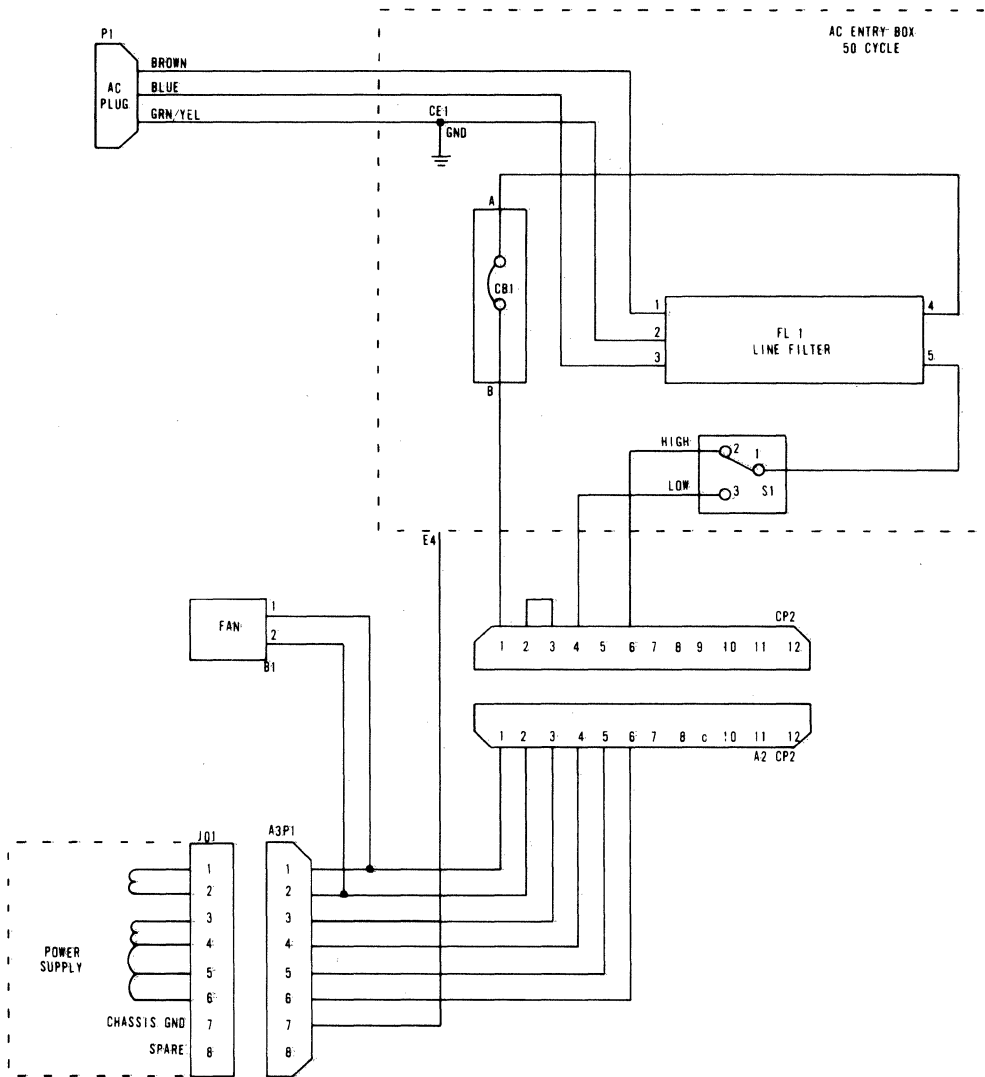 AC ENTRY BOX
50 CYCLE
P1
AC
PLUG
BROWN
BLUE
GRN/YEL
CE1
GND
A
CB1
B
1
2
3
FL 1
LINE FILTER
4
5
HIGH
LOW
2
1
3
S1
E4
FAN
1
2
B1
CP2
1 2 3 4 5 6 7 8 9 10 11 12
1 2 3 4 5 6 7 8 c 10 11 12
A2 CP2
J01
A3P1
1
2
3
4
5
6
7
8
1
2
3
4
5
6
7
8
POWER
SUPPLY
CHASSIS GND
SPARE